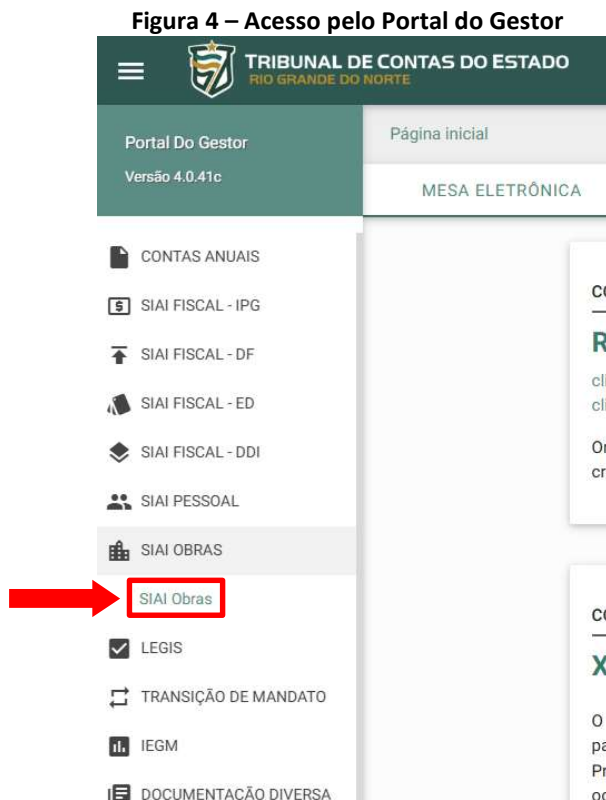 Figura 4 – Acesso pelo Portal do Gestor
TRIBUNAL DE CONTAS DO ESTADO
RIO GRANDE DO NORTE
Portal Do Gestor
Versão 4.0.41c
Página inicial
MESA ELETRÔNICA
CONTAS ANUAIS
SIAI FISCAL - IPG
SIAI FISCAL - DF
SIAI FISCAL - ED
SIAI FISCAL - DDI
SIAI PESSOAL
SIAI OBRAS
SIAI Obras
LEGIS
TRANSIÇÃO DE MANDATO
IEGM
DOCUMENTAÇÃO DIVERSA